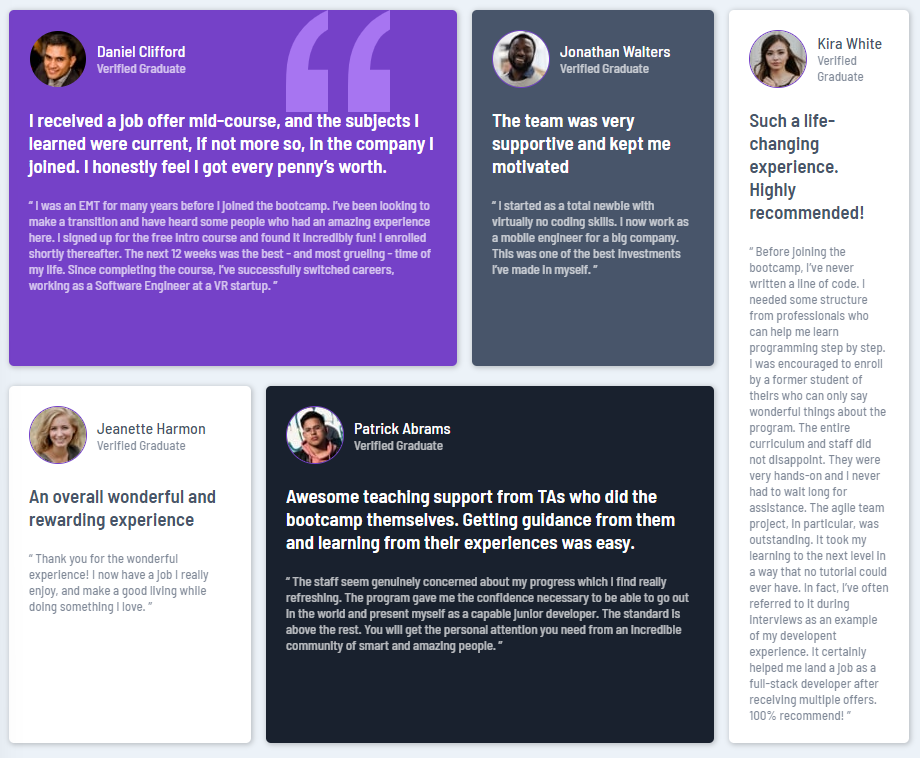 Daniel Clifford
Verified Graduate
I received a job offer mid-course, and the subjects I
learned were current, if not more so, in the company I
joined. I honestly feel I got every penny’s worth.
“ I was an EMT for many years before I joined the bootcamp. I’ve been looking to
make a transition and have heard some people who had an amazing experience
here. I signed up for the free intro course and found it incredibly fun! I enrolled
shortly thereafter. The next 12 weeks was the best - and most grueling - time of
my life. Since completing the course, I’ve successfully switched careers,
working as a Software Engineer at a VR startup. ”
Jonathan Walters
Verified Graduate
The team was very
supportive and kept me
motivated
“ I started as a total newbie with
virtually no coding skills. I now work as
a mobile engineer for a big company.
This was one of the best investments
I’ve made in myself. ”
Kira White
Verified
Graduate
Such a life-
changing
experience.
Highly
recommended!
“ Before joining the
bootcamp, I’ve never
written a line of code. I
needed some structure
from professionals who
can help me learn
programming step by step.
I was encouraged to enroll
by a former student of
theirs who can only say
wonderful things about the
program. The entire
curriculum and staff did
not disappoint. They were
very hands-on and I never
had to wait long for
assistance. The agile team
project, in particular, was
outstanding. It took my
learning to the next level in
a way that no tutorial could
ever have. In fact, I’ve often
referred to it during
interviews as an example
of my developent
experience. It certainly
helped me land a job as a
full-stack developer after
receiving multiple offers.
100% recommend! ”
Jeanette Harmon
Verified Graduate
An overall wonderful and
rewarding experience
“ Thank you for the wonderful
experience! I now have a job I really
enjoy, and make a good living while
doing something I love. ”
Patrick Abrams
Verified Graduate
Awesome teaching support from TAs who did the
bootcamp themselves. Getting guidance from them
and learning from their experiences was easy.
“ The staff seem genuinely concerned about my progress which I find really
refreshing. The program gave me the confidence necessary to be able to go out
in the world and present myself as a capable junior developer. The standard is
above the rest. You will get the personal attention you need from an incredible
community of smart and amazing people. ”